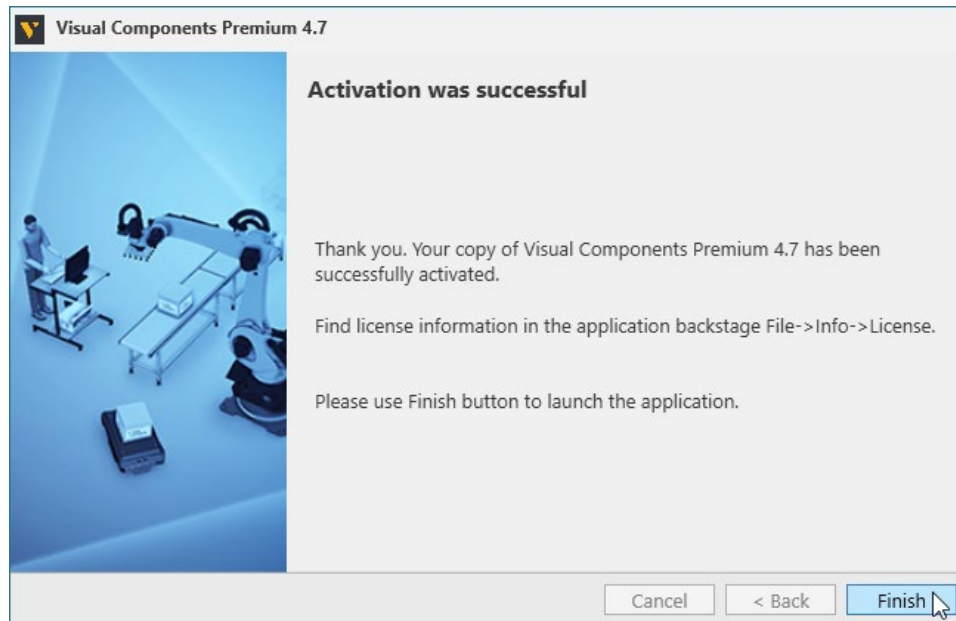 Visual Components Premium 4.7
Activation was successful
Thank you. Your copy of Visual Components Premium 4.7 has been
successfully activated.
Find license information in the application backstage File->Info->License.
Please use Finish button to launch the application.
Cancel
< Back
Finish